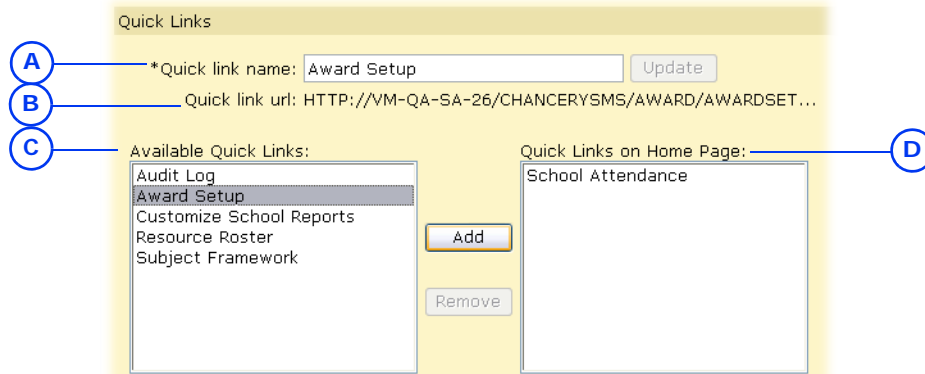 Quick Links
A
*Quick link name: Award Setup Update
B
Quick link url: HTTP://VM-QA-SA-26/CHANCERYSMS/AWARD/AWARDSET...
C
Available Quick Links:
Quick Links on Home Page:
D
Audit Log
Award Setup
Customize School Reports
Resource Roster
Subject Framework
Add
Remove
School Attendance